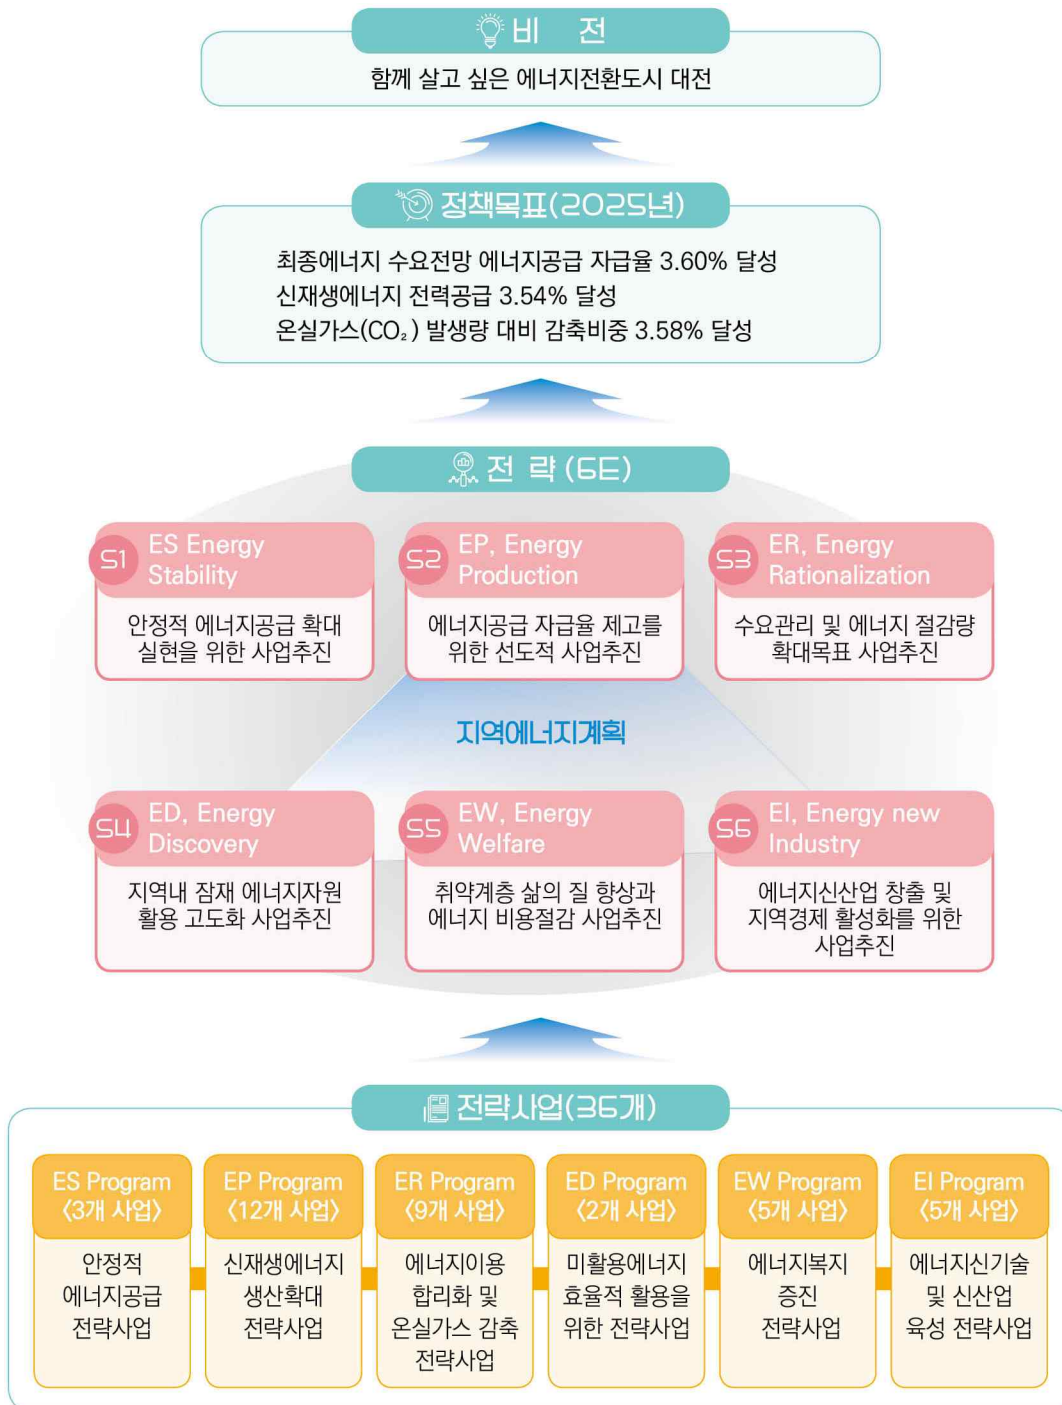 비 전
함께 살고 싶은 에너지전환도시 대전
정책목표(2025년)
최종에너지 수요전망 에너지공급 자급율 3.60% 달성
신재생에너지 전력공급 3.54% 달성
온실가스(CO₂) 발생량 대비 감축비중 3.58% 달성
전 략 (6E)
S1
ES Energy
Stability
안정적 에너지공급 확대
실현을 위한 사업추진
S2
EP, Energy
Production
에너지공급 자급율 제고를
위한 선도적 사업추진
S3
ER, Energy
Rationalization
수요관리 및 에너지 절감량
확대목표 사업추진
지역에너지계획
S4
ED, Energy
Discovery
지역내 잠재 에너지자원
활용 고도화 사업추진
S5
EW, Energy
Welfare
취약계층 삶의 질 향상과
에너지 비용절감 사업추진
S6
EI, Energy new
Industry
에너지신산업 창출 및
지역경제 활성화를 위한
사업추진
전략사업(36개)
ES Program
〈3개 사업〉
안정적
에너지공급
전략사업
EP Program
〈12개 사업〉
신재생에너지
생산확대
전략사업
ER Program
〈9개 사업〉
에너지이용
합리화 및
온실가스 감축
전략사업
ED Program
〈2개 사업〉
미활용에너지
효율적 활용을
위한 전략사업
EW Program
〈5개 사업〉
에너지복지
증진
전략사업
EI Program
〈5개 사업〉
에너지신기술
및 신산업
육성 전략사업